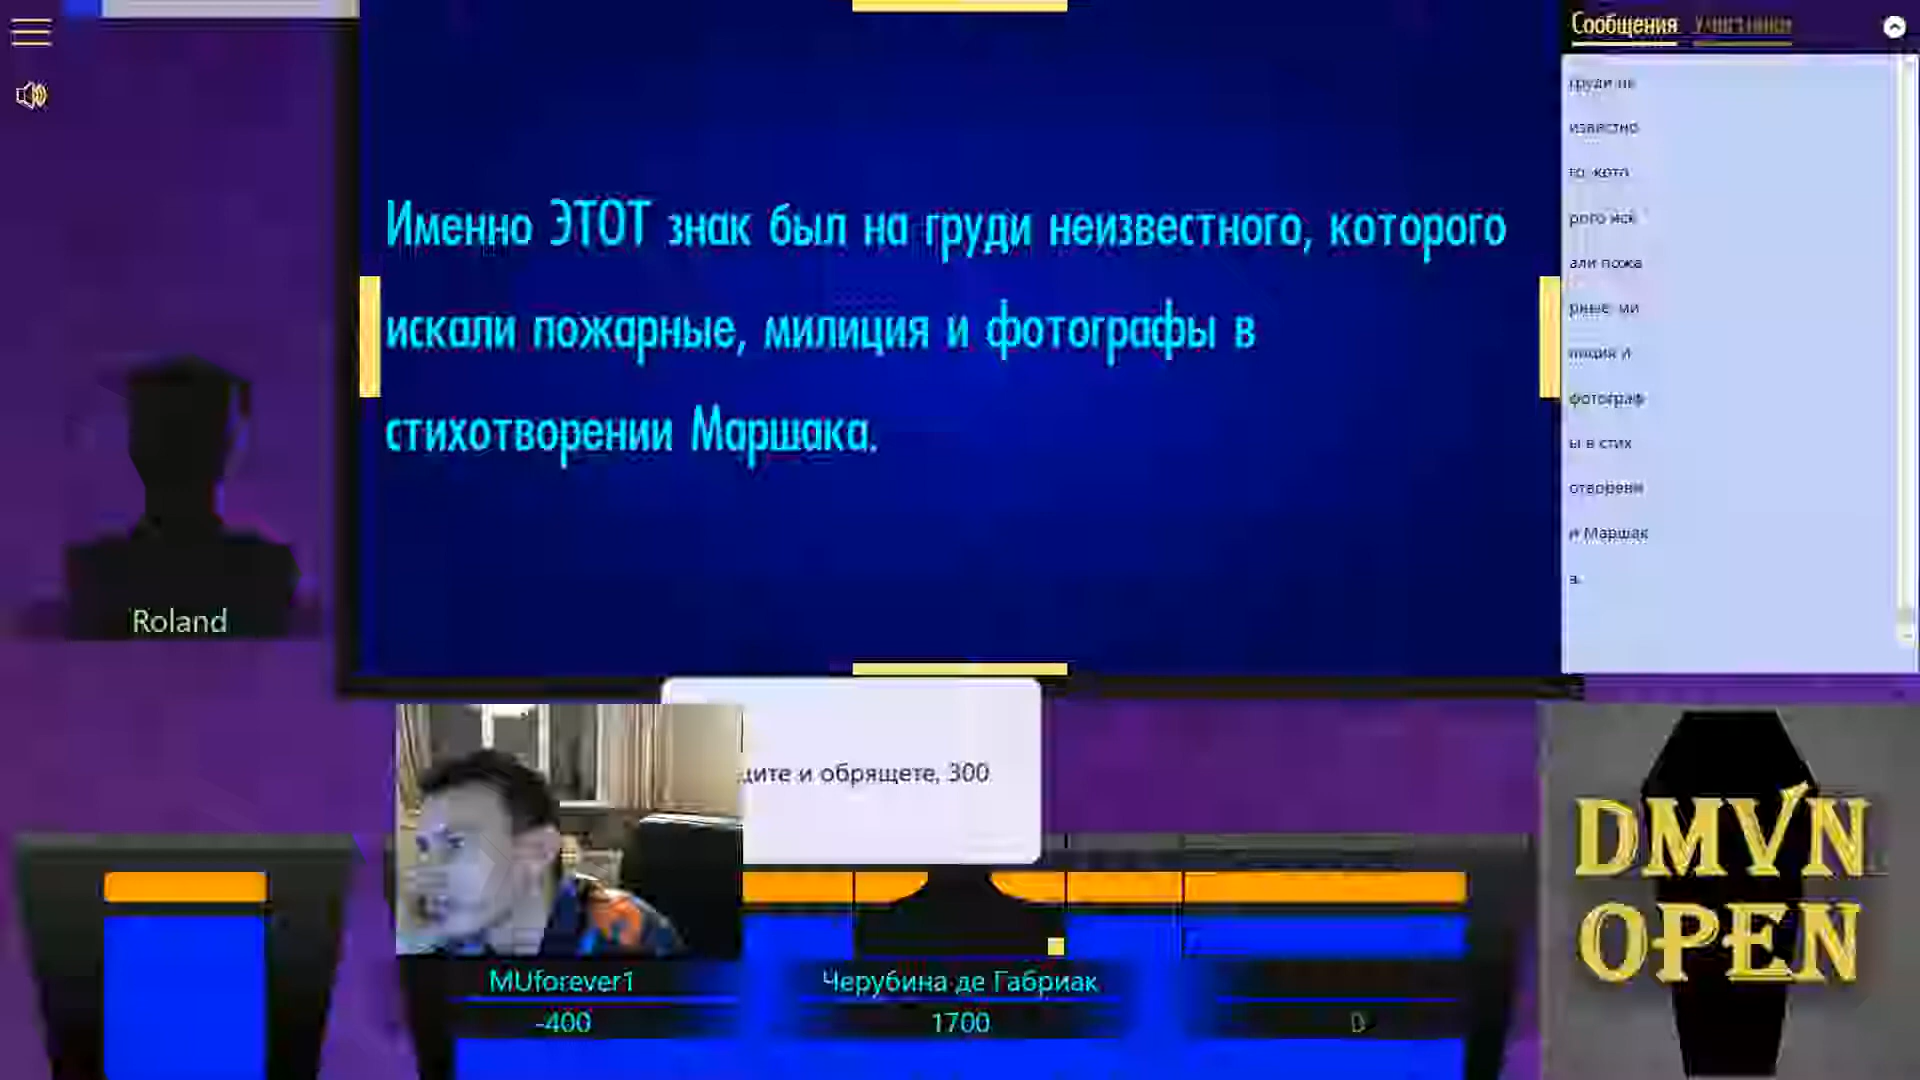 Сообщения
Именно ЭТОТ знак был на груди неизвестного, которого
искали пожарные, милиция и фотографы в
стихотворении Маршака.
груди не
известно
го, кото
рого иск
али пожа
рные, ми
лиция и
фотограф
ы в стих
отворени
и Маршак
а.
Roland
дите и обрящете, 300
DMVN
OPEN
MUforever1
-400
Черубина де Габриак
1700
0